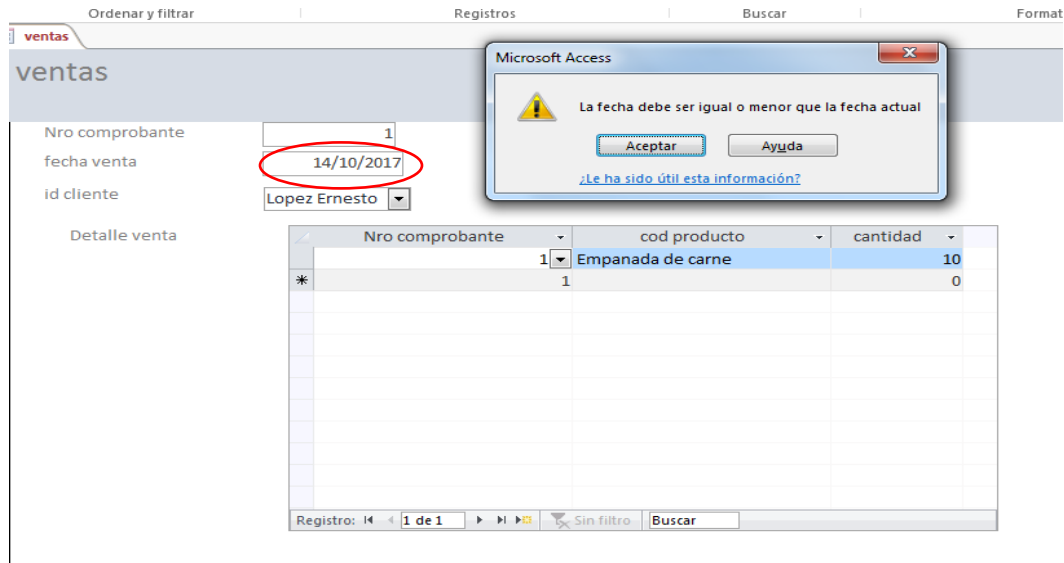 Ordenar y filtrar Registros Buscar Format
ventas
ventas
Microsoft Access
La fecha debe ser igual o menor que la fecha actual
Aceptar Ayuda
¿Le ha sido útil esta información?
Nro comprobante 1
fecha venta 14/10/2017
id cliente Lopez Ernesto
Detalle venta
Nro comprobante cod producto cantidad
1 Empanada de carne 10
1 0
Registro: 1 de 1 Sin filtro Buscar